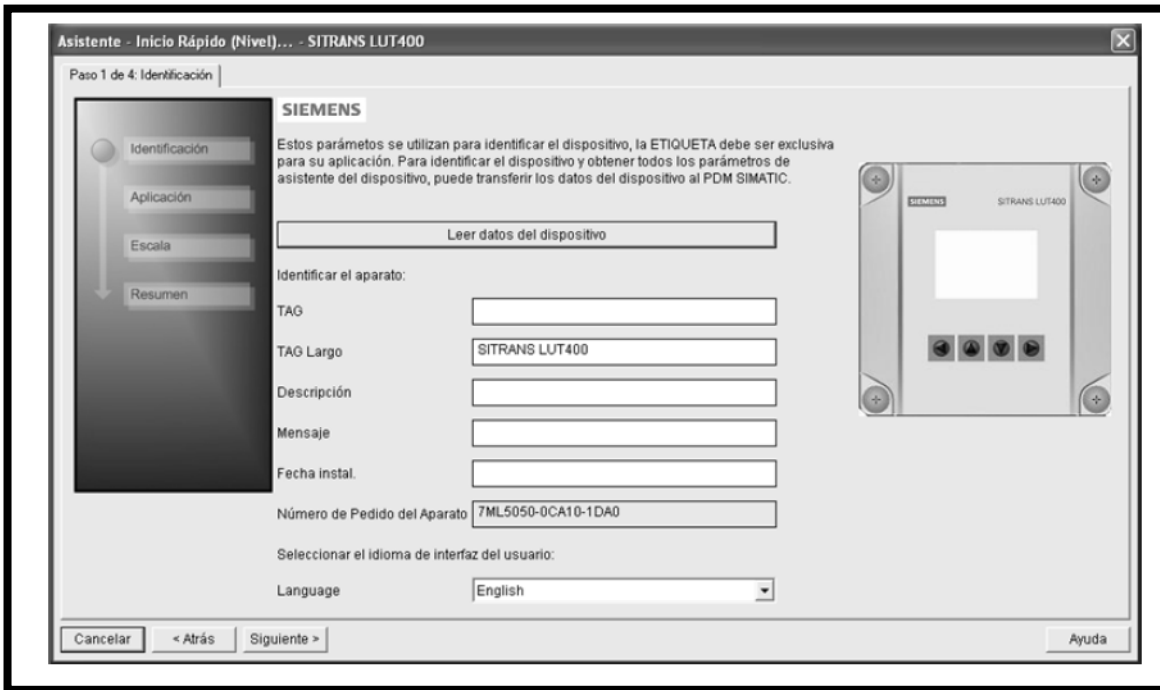 Asistente - Inicio Rápido (Nivel)... - SITRANS LUT400
Paso 1 de 4: Identificación
Identificación
Aplicación
Escala
Resumen
SIEMENS
Estos parámetos se utilizan para identificar el dispositivo, la ETIQUETA debe ser exclusiva
para su aplicación. Para identificar el dispositivo y obtener todos los parámetros de
asistente del dispositivo, puede transferir los datos del dispositivo al PDM SIMATIC.
Leer datos del dispositivo
Identificar el aparato:
TAG
TAG Largo SITRANS LUT400
Descripción
Mensaje
Fecha instal.
Número de Pedido del Aparato 7ML5050-0CA10-1DA0
Seleccionar el idioma de interfaz del usuario:
Language English
SIEMENS SITRANS LUT400
Cancelar < Atrás Siguiente > Ayuda